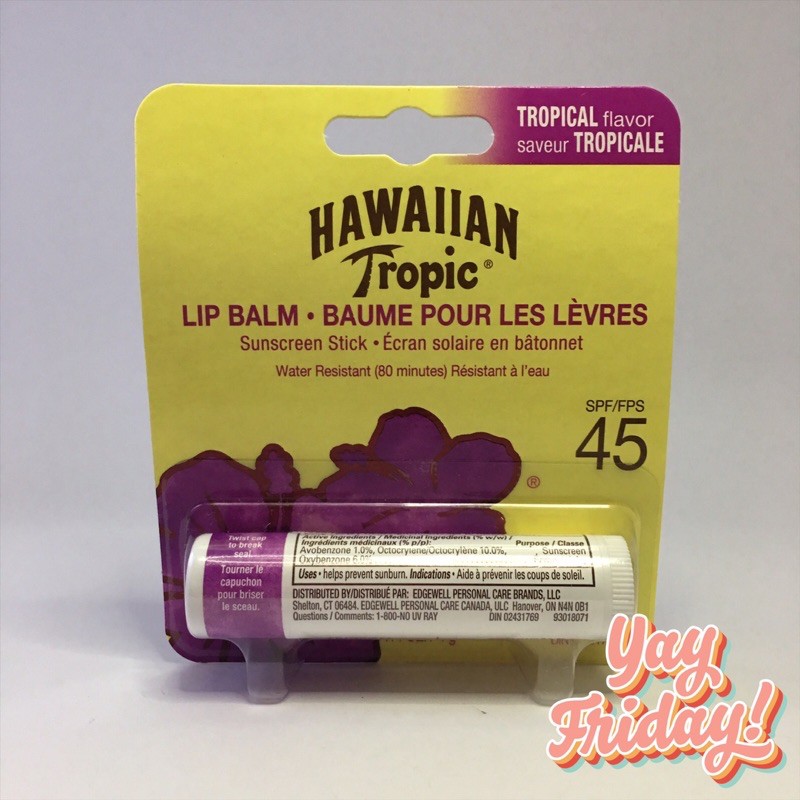 TROPICAL flavor
saveur TROPICALE
HAWAIIAN
Tropic®
LIP BALM • BAUME POUR LES LÈVRES
Sunscreen Stick • Écran solaire en bâtonnet
Water Resistant (80 minutes) Résistant à l'eau
SPF/FPS
45
®
Twist cap
to break
seal.
Tourner le
capuchon
pour briser
le sceau.
Active Ingredients / Medicinal Ingredients (% w/w) /
Ingrédients médicinaux (% p/p): Purpose / Classe
Avobenzone 1.0%, Octocrylene/Octocrylène 10.0%, Sunscreen
Oxybenzone 6.0%
Uses • helps prevent sunburn. Indications • Aide à prévenir les coups de soleil.
DISTRIBUTED BY/DISTRIBUÉ PAR: EDGEWELL PERSONAL CARE BRANDS, LLC
Shelton, CT 06484. EDGEWELL PERSONAL CARE CANADA, ULC Hanover, ON N4N 0B1
Questions / Comments: 1-800-NO UV RAY DIN 02431769 93018071
Yay
Friday!